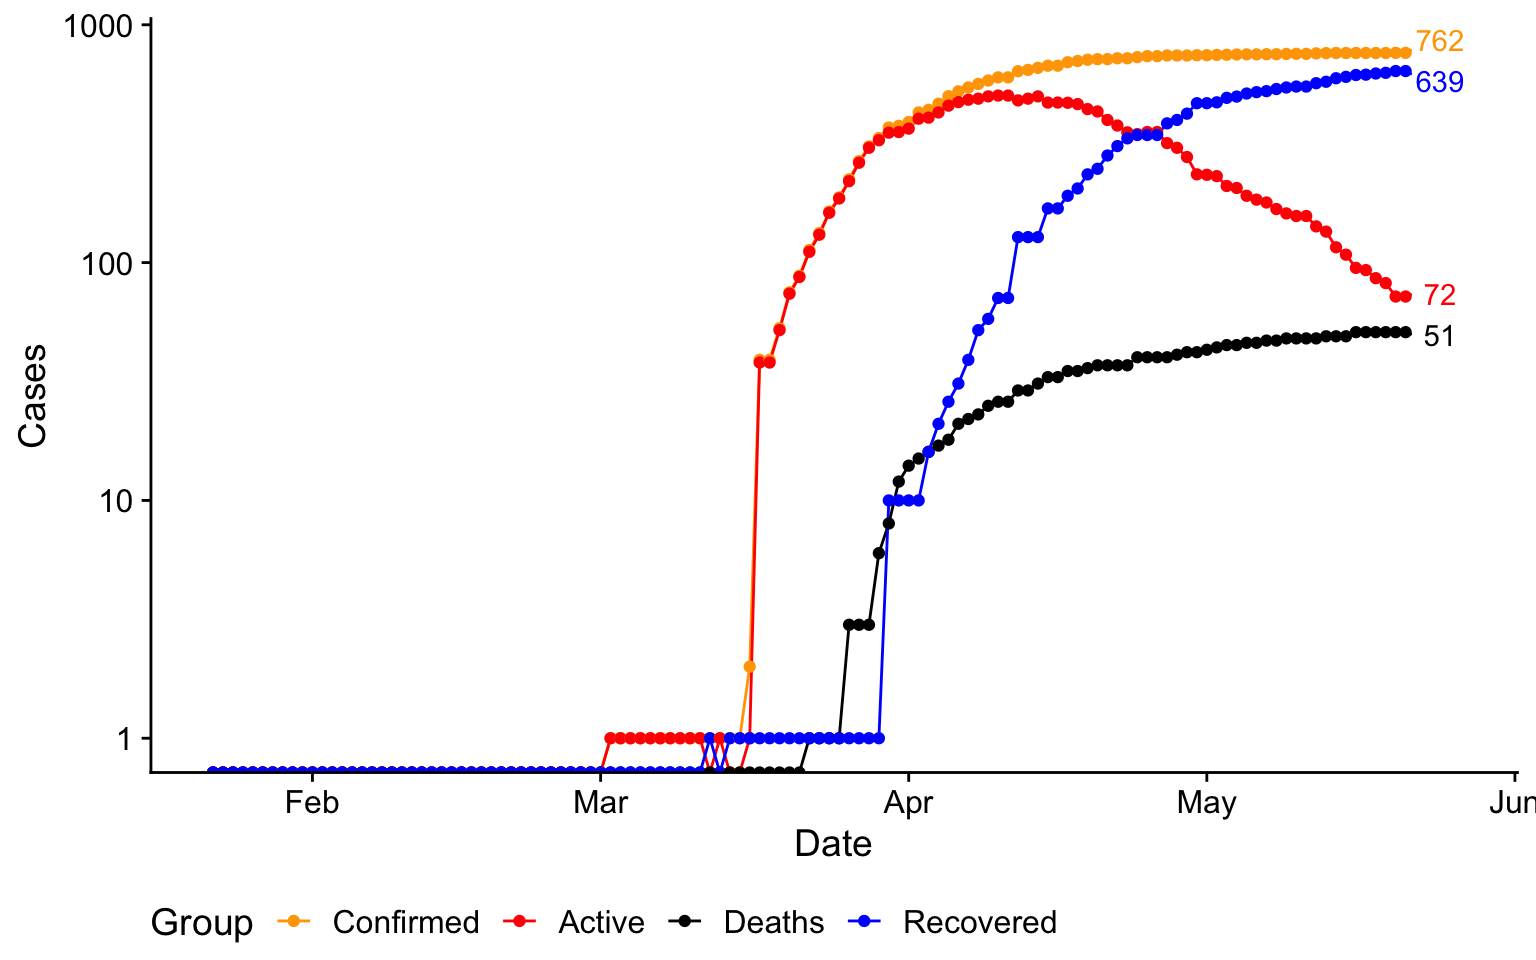 1000
762
639
100
72
51
Cases
10
1
Feb Mar Apr May Jun
Date
Group Confirmed Active Deaths Recovered